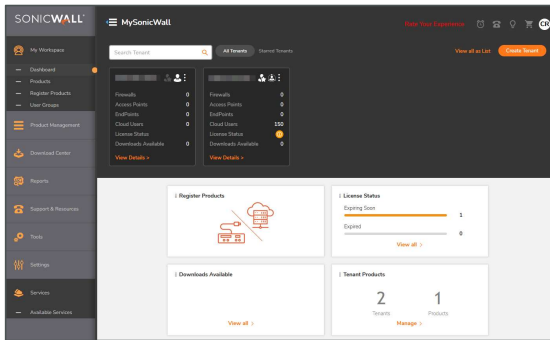 SONICWALL
My Workspace
Dashboard
Products
Register Products
User Groups
Product Management
Download Center
Reports
Support & Resources
Tools
Settings
Services
Available Services
MySonicWall
Rate Your Experience
CR
Search Tenant
All Tenants
Starred Tenants
View all as List
Create Tenant
Firewalls 0
Access Points 0
EndPoints 0
Cloud Users 0
License Status
Downloads Available 0
View Details >
Firewalls 0
Access Points 0
EndPoints 0
Cloud Users 150
License Status
Downloads Available 0
View Details >
Register Products
License Status
Expiring Soon
1
Expired
0
View all >
Downloads Available
View all >
Tenant Products
2 1
Tenants Products
Manage >